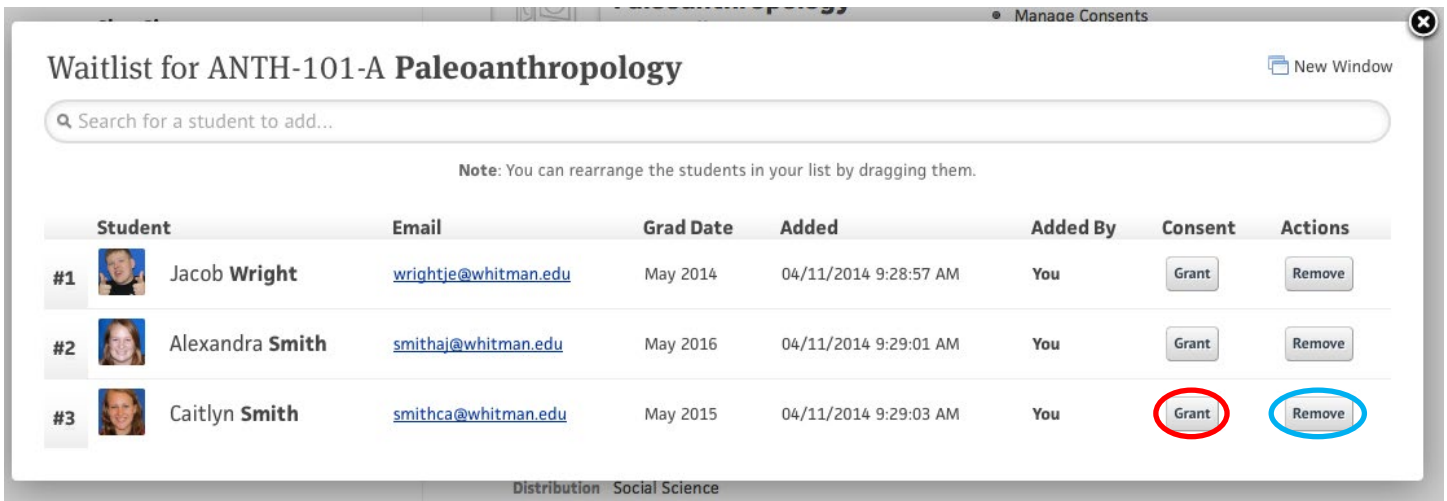 Manage Consents
Waitlist for ANTH-101-A Paleoanthropology
New Window
Search for a student to add...
Note: You can rearrange the students in your list by dragging them.
Student Email Grad Date Added Added By Consent Actions
#1 Jacob Wright wrightje@whitman.edu May 2014 04/11/2014 9:28:57 AM You Grant Remove
#2 Alexandra Smith smithaj@whitman.edu May 2016 04/11/2014 9:29:01 AM You Grant Remove
#3 Caitlyn Smith smithca@whitman.edu May 2015 04/11/2014 9:29:03 AM You Grant Remove
Distribution Social Science